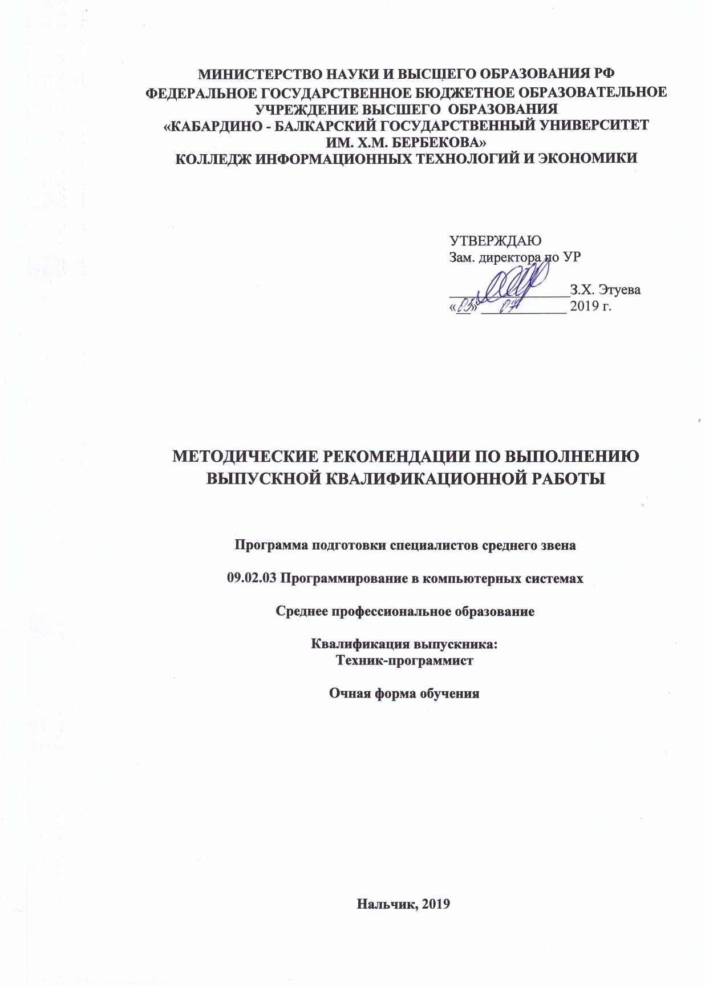 МИНИСТЕРСТВО НАУКИ И ВЫСШЕГО ОБРАЗОВАНИЯ РФ
ФЕДЕРАЛЬНОЕ ГОСУДАРСТВЕННОЕ БЮДЖЕТНОЕ ОБРАЗОВАТЕЛЬНОЕ
УЧРЕЖДЕНИЕ ВЫСШЕГО ОБРАЗОВАНИЯ
«КАБАРДИНО - БАЛКАРСКИЙ ГОСУДАРСТВЕННЫЙ УНИВЕРСИТЕТ
ИМ. Х.М. БЕРБЕКОВА»
КОЛЛЕДЖ ИНФОРМАЦИОННЫХ ТЕХНОЛОГИЙ И ЭКОНОМИКИ
УТВЕРЖДАЮ
Зам. директора по УР
З.Х. Этуева
«03» 07 2019 г.
МЕТОДИЧЕСКИЕ РЕКОМЕНДАЦИИ ПО ВЫПОЛНЕНИЮ
ВЫПУСКНОЙ КВАЛИФИКАЦИОННОЙ РАБОТЫ
Программа подготовки специалистов среднего звена
09.02.03 Программирование в компьютерных системах
Среднее профессиональное образование
Квалификация выпускника:
Техник-программист
Очная форма обучения
Нальчик, 2019